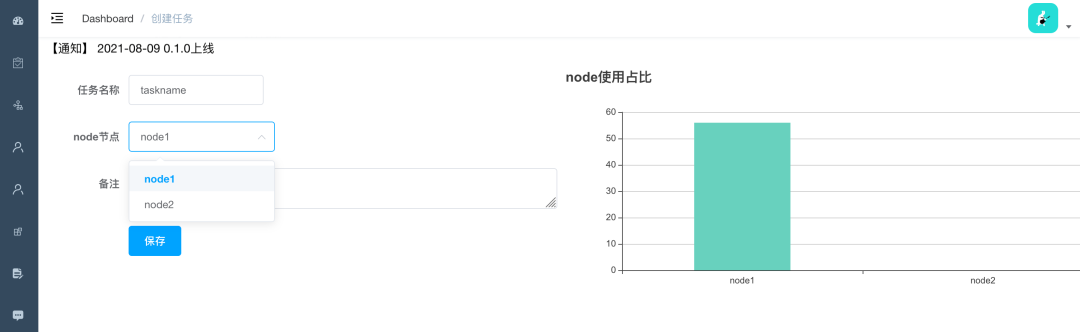 Dashboard / 创建任务
【通知】 2021-08-09 0.1.0上线
任务名称 taskname
node节点 node1
备注
node1
node2
保存
node使用占比
60
50
40
30
20
10
0
node1 node2